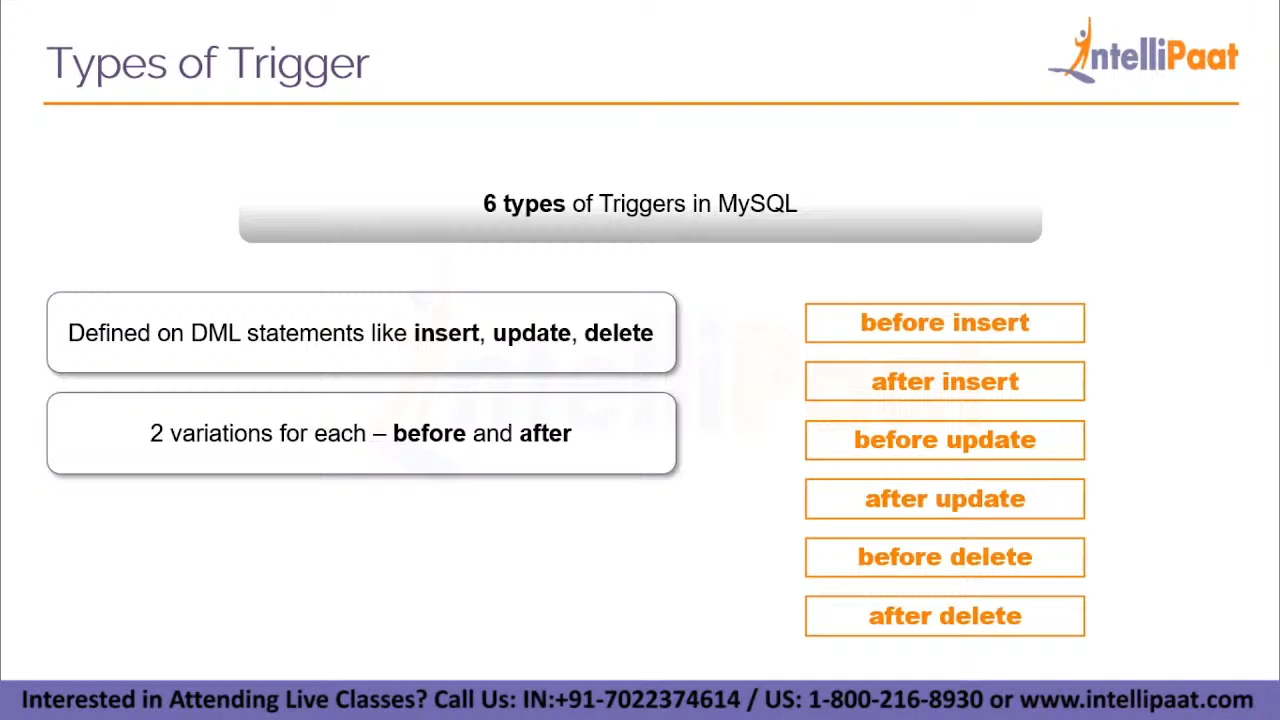 Types of Trigger
IntelliPaat
6 types of Triggers in MySQL
Defined on DML statements like insert, update, delete
2 variations for each – before and after
before insert
after insert
before update
after update
before delete
after delete
Interested in Attending Live Classes? Call Us: IN:+91-7022374614 / US: 1-800-216-8930 or www.intellipaat.com